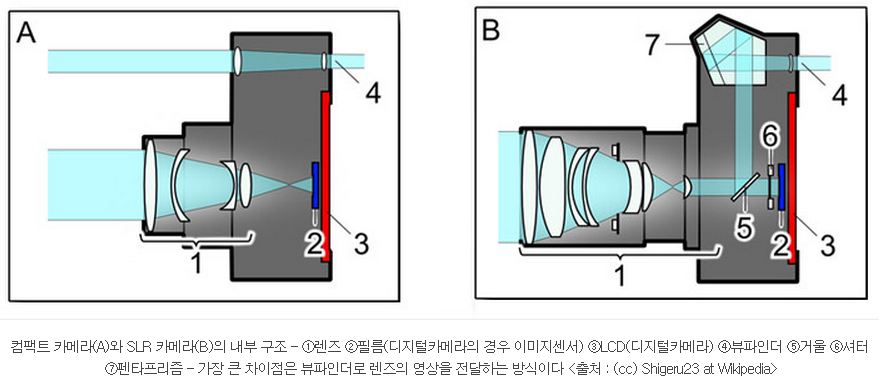 A
4
1
2
3
B
7
4
6
5
1
2
3
컴팩트 카메라(A)와 SLR 카메라(B)의 내부 구조 - ①렌즈 ②필름(디지털카메라의 경우 이미지센서) ③LCD(디지털카메라) ④뷰파인더 ⑤거울 ⑥셔터
⑦펜타프리즘 - 가장 큰 차이점은 뷰파인더로 렌즈의 영상을 전달하는 방식이다 <출처 : (cc) Shigeru23 at Wikipedia>